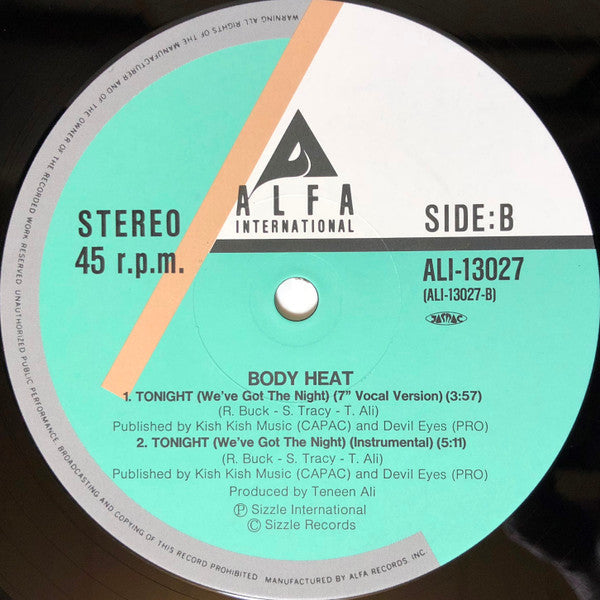 WARNING: ALL RIGHTS OF THE MANUFACTURER AND OF THE OWNER OF THE RECORDED WORK RESERVED. UNAUTHORIZED PUBLIC PERFORMANCE BROADCASTING AND COPYING OF THIS RECORD PROHIBITED MANUFACTURED BY ALFA RECORDS, INC.
ALFA
INTERNATIONAL
STEREO
45 r.p.m.
SIDE:B
ALI-13027
(ALI-13027-B)
JASRAC
BODY HEAT
1. TONIGHT (We've Got The Night) (7" Vocal Version) (3:57)
(R. Buck - S. Tracy - T. Ali)
Published by Kish Kish Music (CAPAC) and Devil Eyes (PRO)
2. TONIGHT (We've Got The Night) (Instrumental) (5:11)
(R. Buck - S. Tracy - T. Ali)
Published by Kish Kish Music (CAPAC) and Devil Eyes (PRO)
Produced by Teneen Ali
℗ Sizzle International
© Sizzle Records